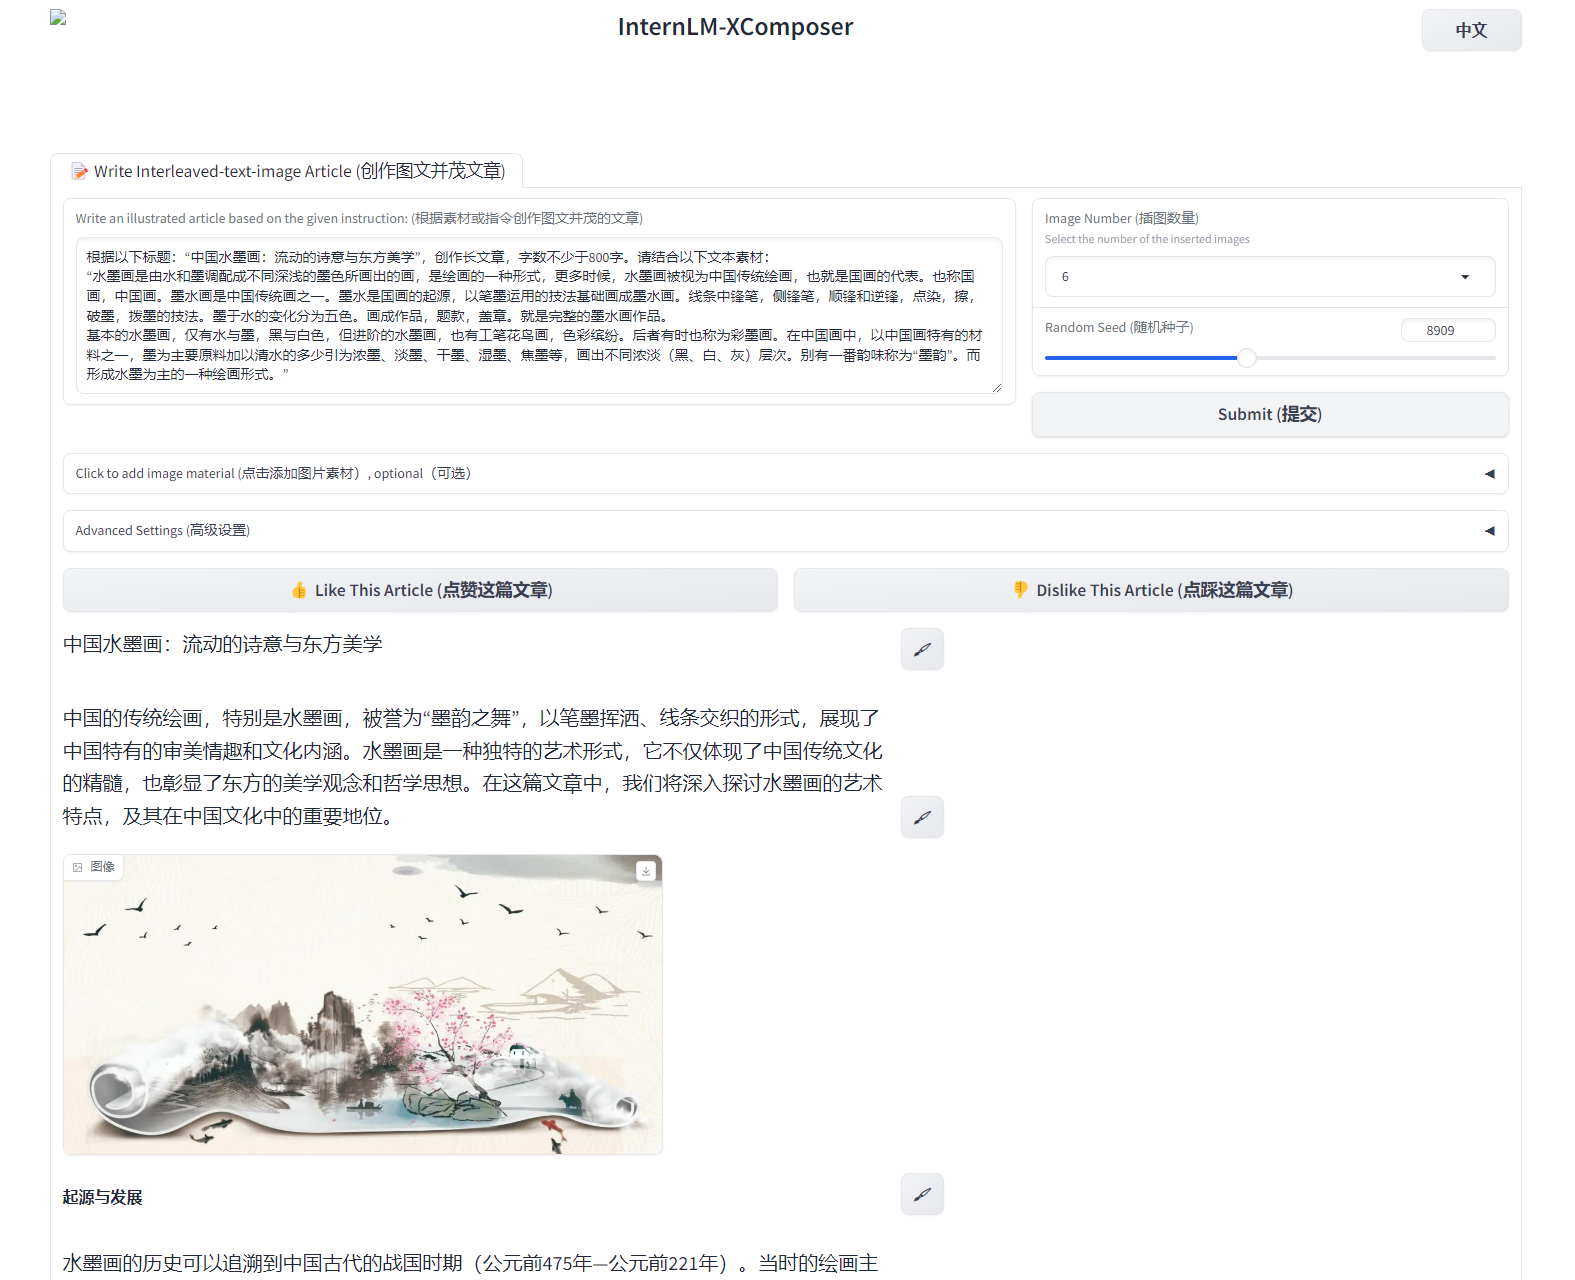 InternLM-XComposer
中文
Write Interleaved-text-image Article (创作图文并茂文章)
Write an illustrated article based on the given instruction: (根据素材或指令创作图文并茂的文章)
根据以下标题：“中国水墨画：流动的诗意与东方美学”，创作长文章，字数不少于800字。请结合以下文本素材：
“水墨画是由水和墨调配成不同深浅的墨色所画出的画，是绘画的一种形式，更多时候，水墨画被视为中国传统绘画，也就是国画的代表。也称国
画，中国画。墨水画是中国传统画之一。墨水是国画的起源，以笔墨运用的技法基础画成墨水画。线条中锋笔，侧锋笔，顺锋和逆锋，点染，擦，
破墨，拨墨的技法。墨于水的变化分为五色。画成作品，题款，盖章。就是完整的墨水画作品。
基本的水墨画，仅有水与墨，黑与白色，但进阶的水墨画，也有工笔花鸟画，色彩缤纷。后者有时也称为彩墨画。在中国画中，以中国画特有的材
料之一，墨为主要原料加以清水的多少引为浓墨、淡墨、干墨、湿墨、焦墨等，画出不同浓淡（黑、白、灰）层次。别有一番韵味称为“墨韵”。而
形成水墨为主的一种绘画形式。”
Image Number (插图数量)
Select the number of the inserted images
6
Random Seed (随机种子)
8909
Submit (提交)
Click to add image material (点击添加图片素材）, optional（可选）
Advanced Settings (高级设置)
Like This Article (点赞这篇文章)
Dislike This Article (点踩这篇文章)
中国水墨画：流动的诗意与东方美学
中国的传统绘画，特别是水墨画，被誉为“墨韵之舞”，以笔墨挥洒、线条交织的形式，展现了
中国特有的审美情趣和文化内涵。水墨画是一种独特的艺术形式，它不仅体现了中国传统文化
的精髓，也彰显了东方的美学观念和哲学思想。在这篇文章中，我们将深入探讨水墨画的艺术
特点，及其在中国文化中的重要地位。
图像
起源与发展
水墨画的历史可以追溯到中国古代的战国时期（公元前475年—公元前221年）。当时的绘画主